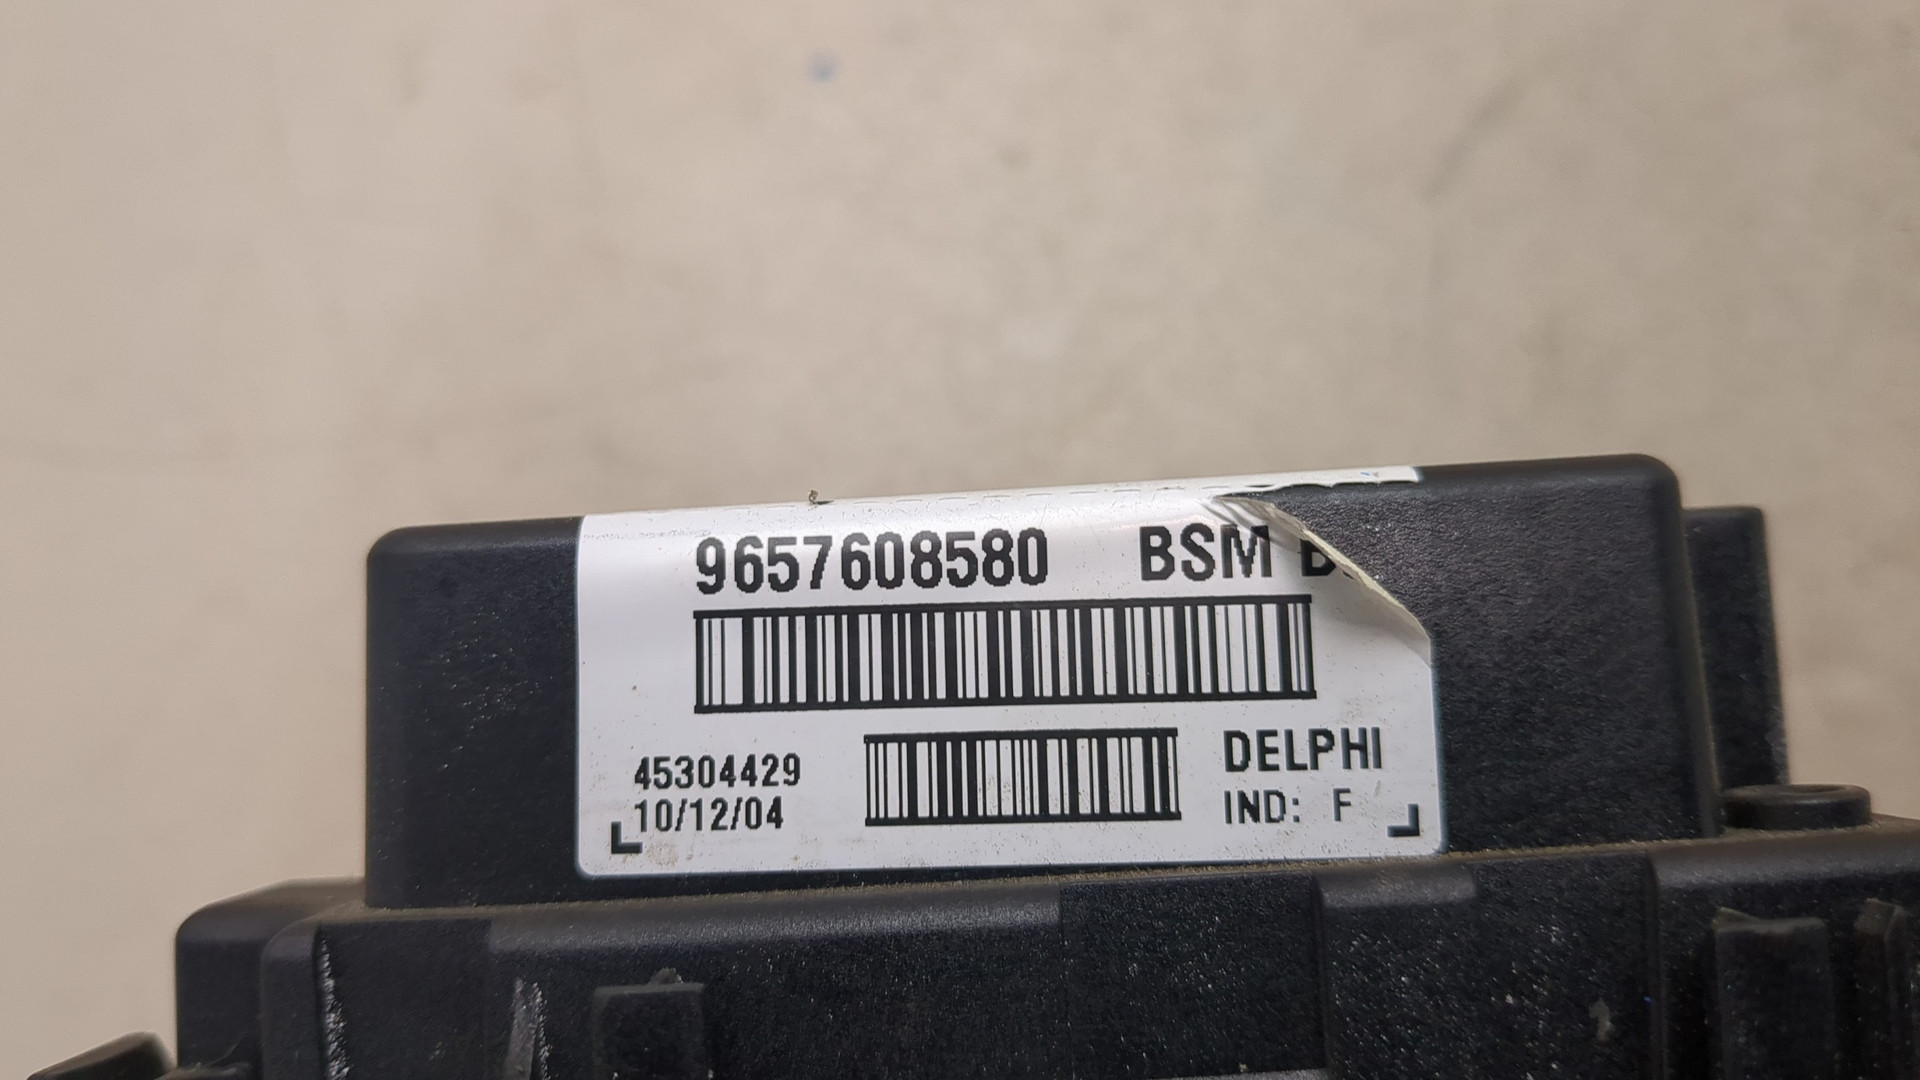 9657608580 BSM
45304429
10/12/04
DELPHI
IND: F